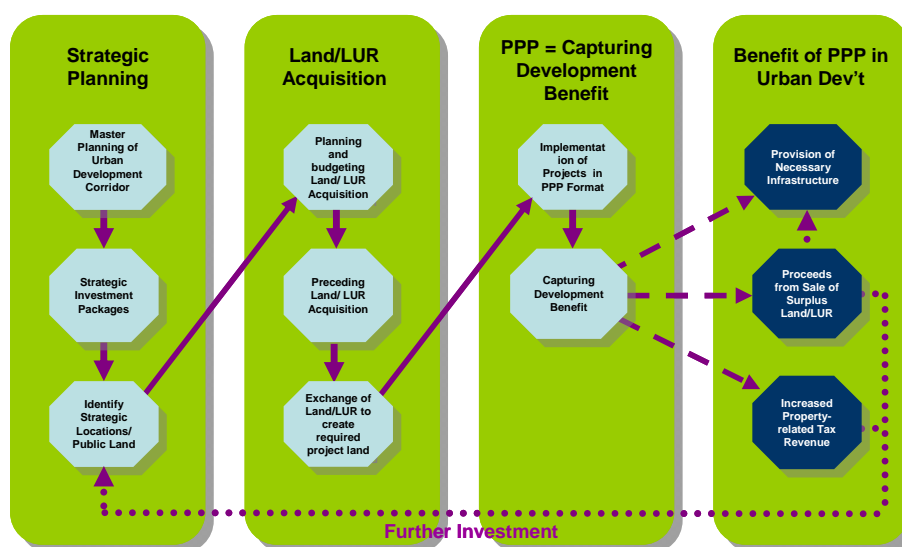 Strategic
Planning
Master
Planning of
Urban
Development
Corridor
Strategic
Investment
Packages
Identify
Strategic
Locations/
Public Land
Land/LUR
Acquisition
Planning
and
budgeting
Land/ LUR
Acquisition
Preceding
Land/ LUR
Acquisition
Exchange of
Land/LUR to
create
required
project land
PPP = Capturing
Development
Benefit
Implementat
ion of
Projects in
PPP Format
Capturing
Development
Benefit
Benefit of PPP in
Urban Dev't
Provision of
Necessary
Infrastructure
Proceeds
from Sale of
Surplus
Land/LUR
Increased
Property-
related Tax
Revenue
Further Investment